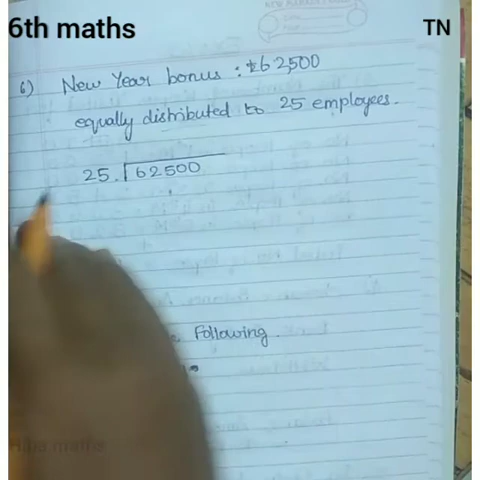 6th maths
TN
6) New Year bonus : ₹62,500
equally distributed to 25 employees.
25 62500
Following